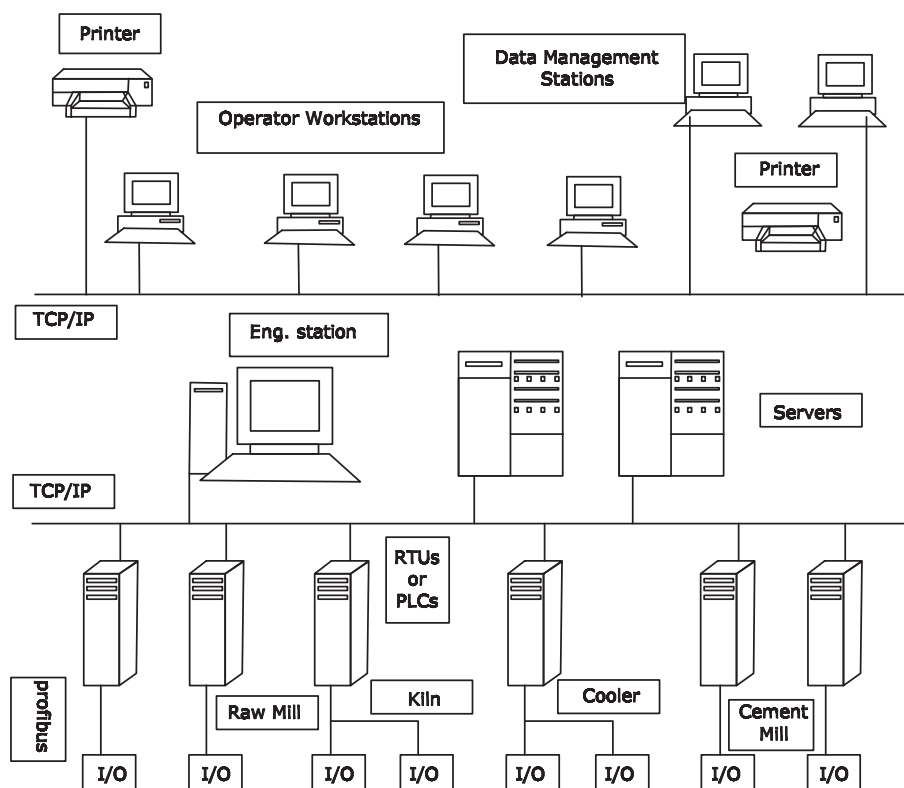 Printer
Data Management
Stations
Operator Workstations
Printer
TCP/IP
Eng. station
Servers
TCP/IP
RTUs
or
PLCs
profibus
Raw Mill
Kiln
Cooler
Cement
Mill
I/O
I/O
I/O
I/O
I/O
I/O
I/O
I/O